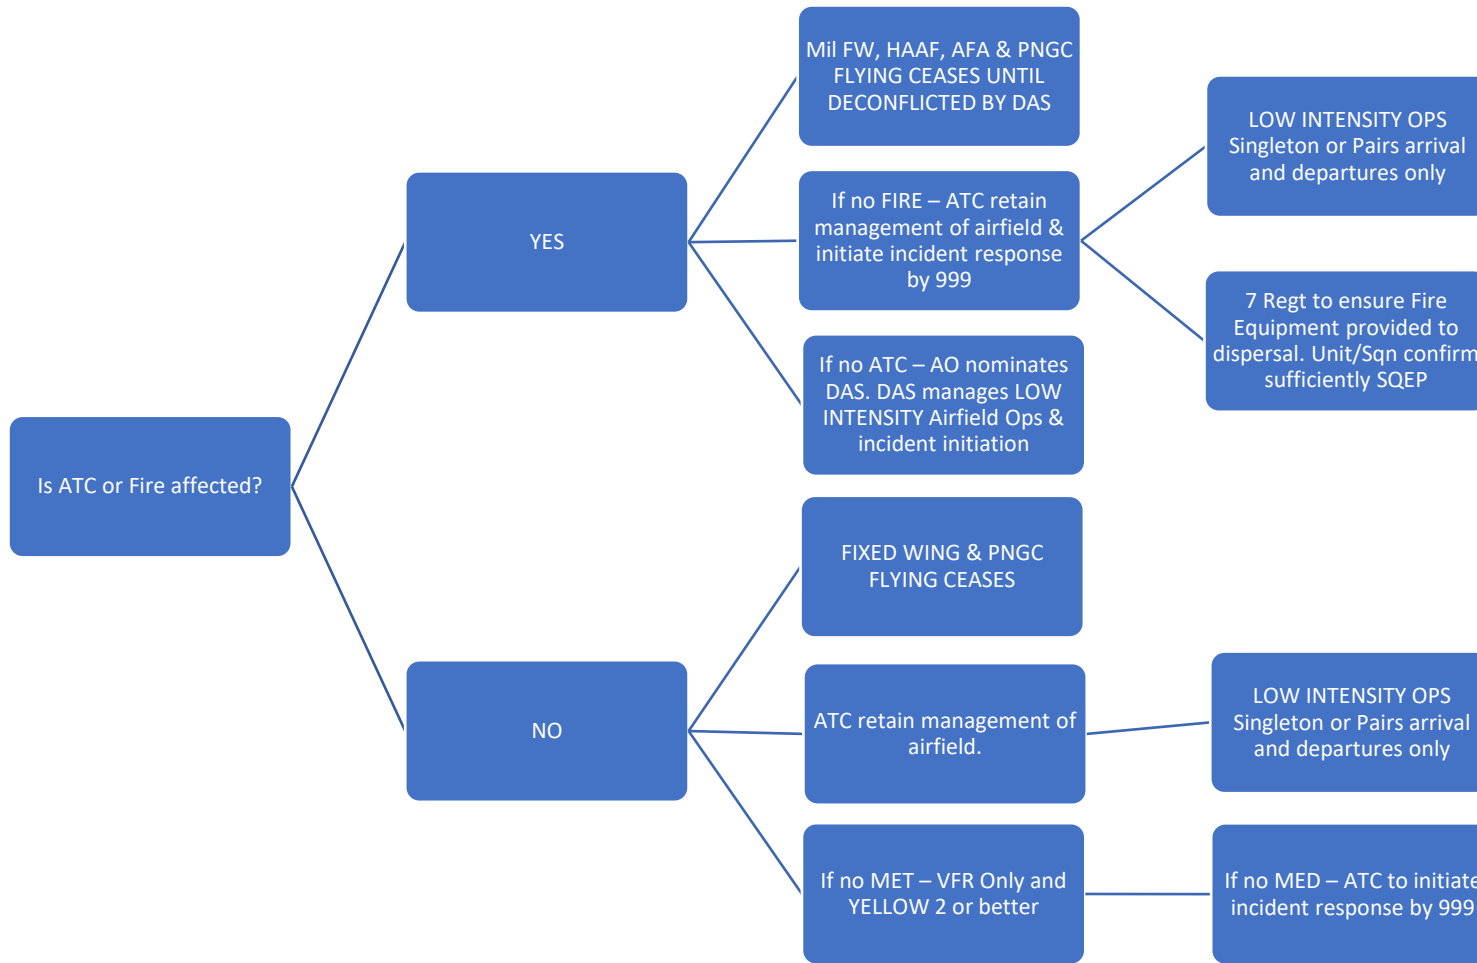 Is ATC or Fire affected?
YES
Mil FW, HAAF, AFA & PNGC
FLYING CEASES UNTIL
DECONFLICTED BY DAS
If no FIRE – ATC retain
management of airfield &
initiate incident response
by 999
LOW INTENSITY OPS
Singleton or Pairs arrival
and departures only
7 Regt to ensure Fire
Equipment provided to
dispersal. Unit/Sqn confirm
sufficiently SQEP
If no ATC – AO nominates
DAS. DAS manages LOW
INTENSITY Airfield Ops &
incident initiation
NO
FIXED WING & PNGC
FLYING CEASES
ATC retain management of
airfield.
LOW INTENSITY OPS
Singleton or Pairs arrival
and departures only
If no MET – VFR Only and
YELLOW 2 or better
If no MED – ATC to initiate
incident response by 999